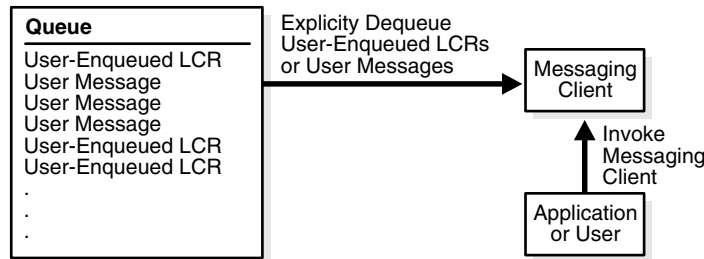 Queue
User-Enqueued LCR
User Message
User Message
User Message
User-Enqueued LCR
User-Enqueued LCR
.
.
.
Explicity Dequeue
User-Enqueued LCRs
or User Messages
Messaging
Client
Invoke
Messaging
Client
Application
or User